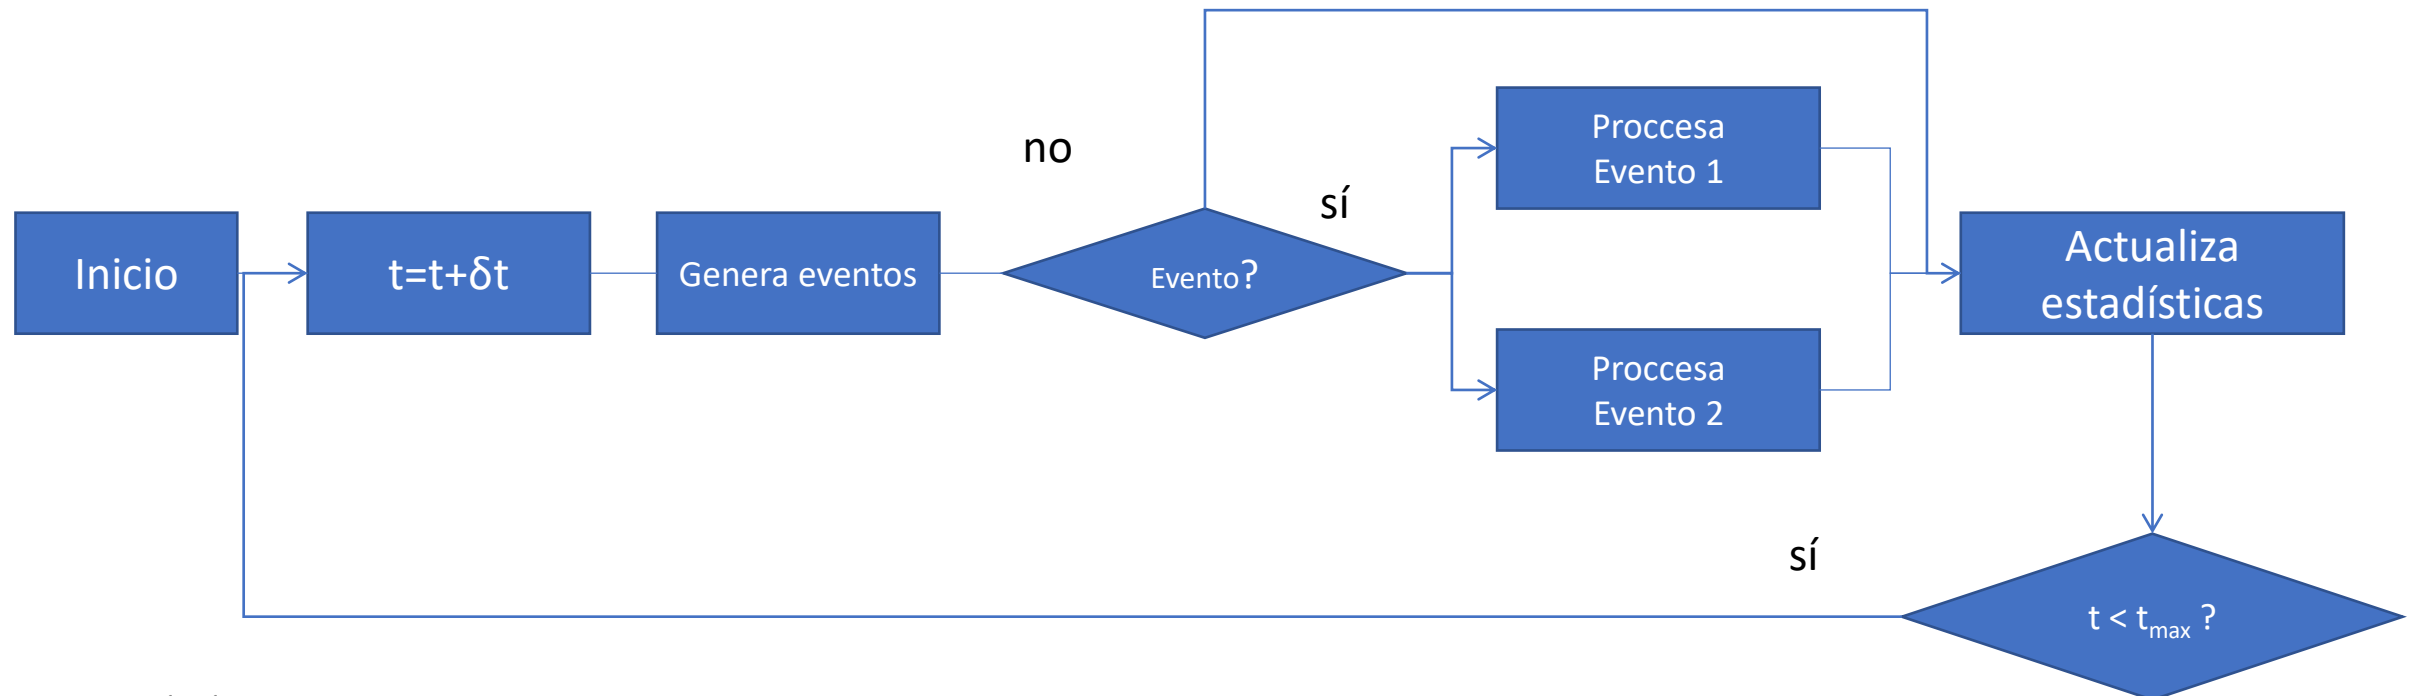 no
Proccesa
Evento 1
sí
Inicio
t=t+δt
Genera eventos
Evento?
Actualiza
estadísticas
Proccesa
Evento 2
sí
t < tmax ?